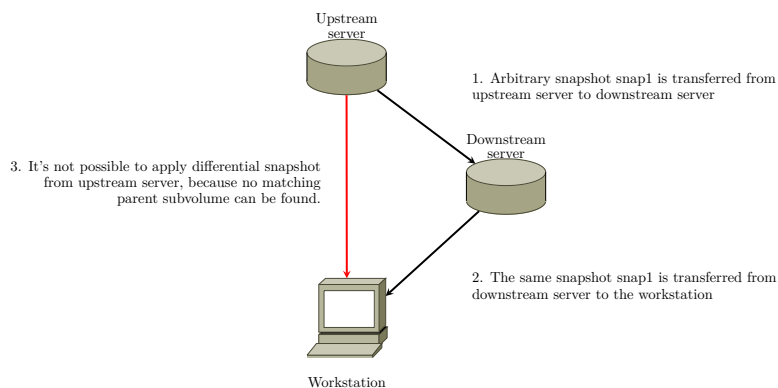 Upstream
server
1. Arbitrary snapshot snap1 is transferred from
upstream server to downstream server
Downstream
server
3. It's not possible to apply differential snapshot
from upstream server, because no matching
parent subvolume can be found.
2. The same snapshot snap1 is transferred from
downstream server to the workstation
Workstation